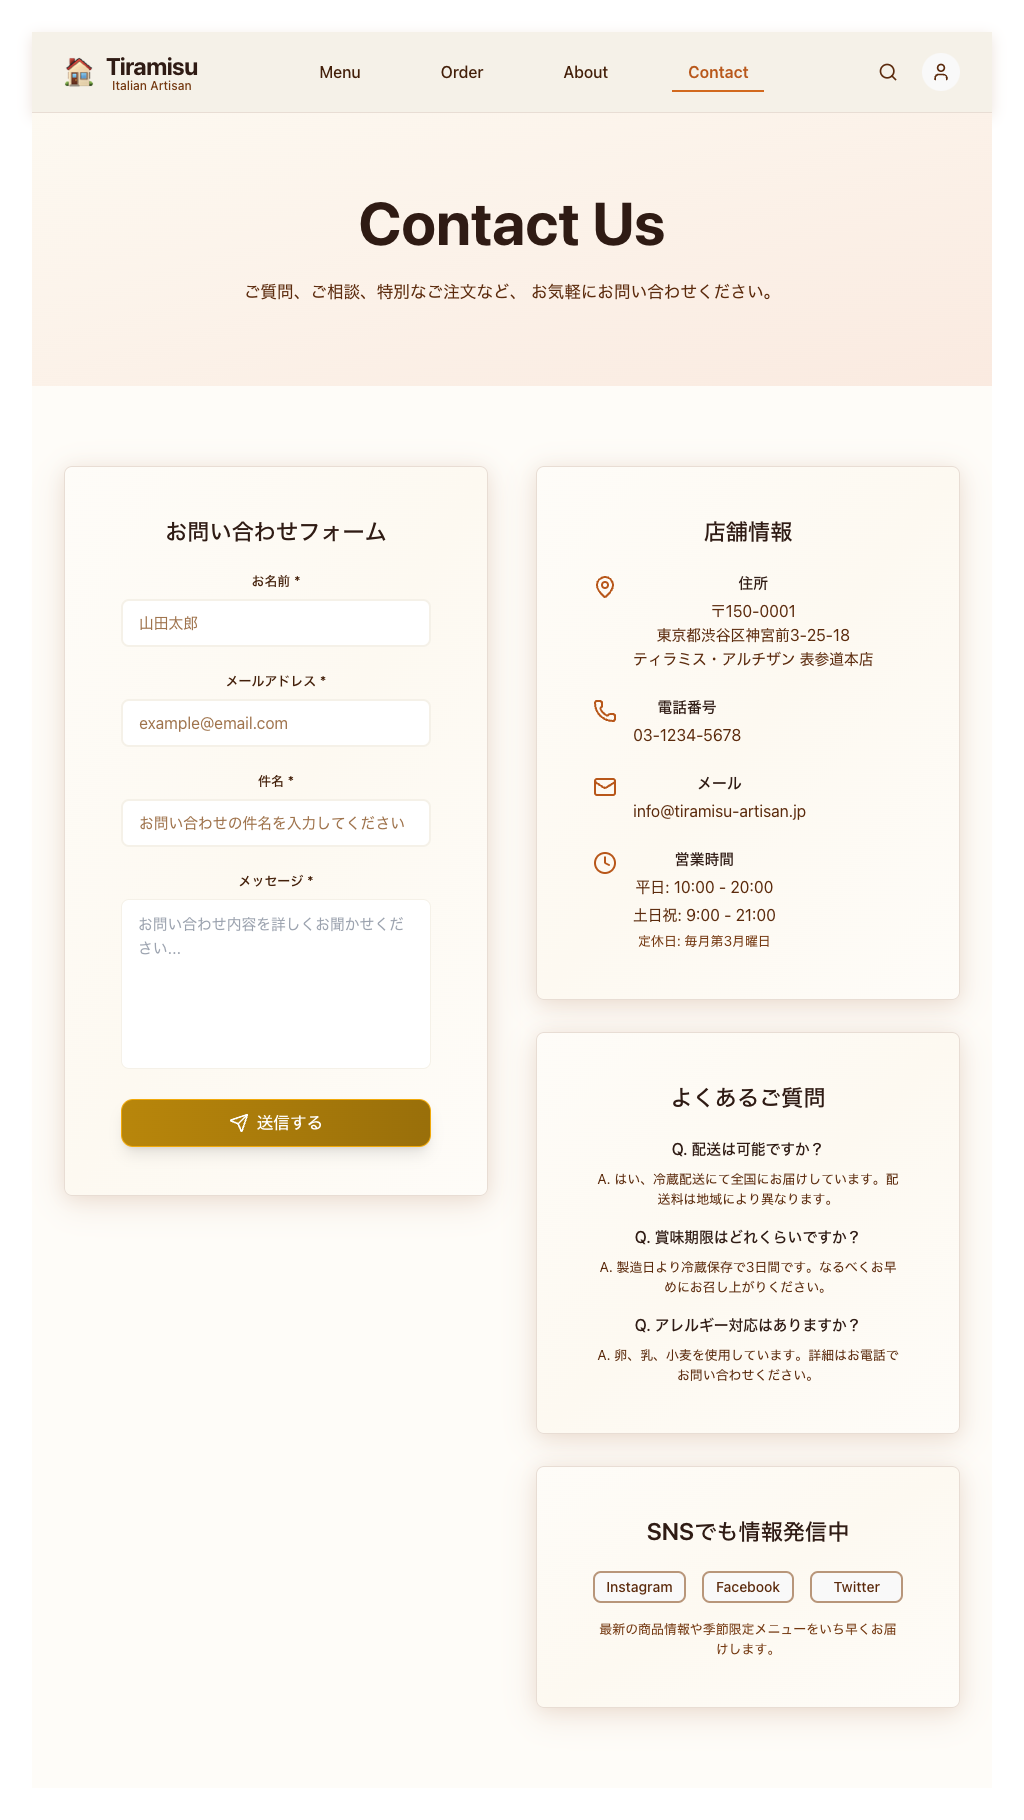 Tiramisu
Italian Artisan
Menu
Order
About
Contact
Contact Us
ご質問、ご相談、特別なご注文など、 お気軽にお問い合わせください。
お問い合わせフォーム
お名前 *
山田太郎
メールアドレス *
example@email.com
件名 *
お問い合わせの件名を入力してください
メッセージ *
お問い合わせ内容を詳しくお聞かせくだ
さい...
送信する
店舗情報
住所
〒150-0001
東京都渋谷区神宮前3-25-18
ティラミス・アルチザン 表参道本店
電話番号
03-1234-5678
メール
info@tiramisu-artisan.jp
営業時間
平日: 10:00 - 20:00
土日祝: 9:00 - 21:00
定休日: 毎月第3月曜日
よくあるご質問
Q. 配送は可能ですか？
A. はい、冷蔵配送にて全国にお届けしています。配
送料は地域により異なります。
Q. 賞味期限はどれくらいですか？
A. 製造日より冷蔵保存で3日間です。なるべくお早
めにお召し上がりください。
Q. アレルギー対応はありますか？
A. 卵、乳、小麦を使用しています。詳細はお電話で
お問い合わせください。
SNSでも情報発信中
Instagram
Facebook
Twitter
最新の商品情報や季節限定メニューをいち早くお届
けします。